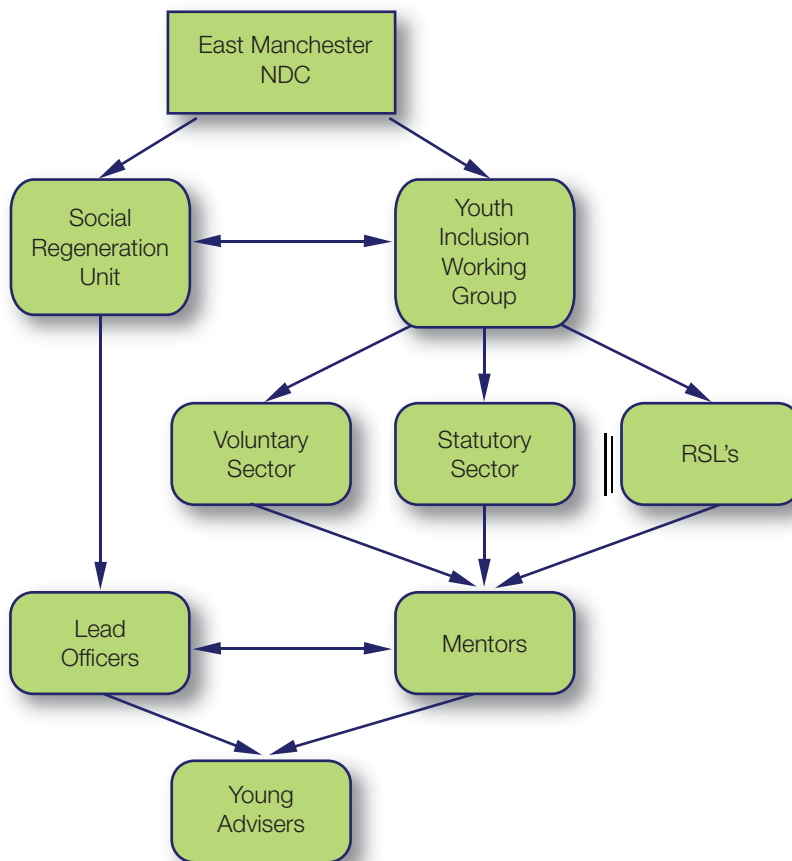 East Manchester
NDC
Social
Regeneration
Unit
Youth
Inclusion
Working
Group
Voluntary
Sector
Statutory
Sector
RSL's
Lead
Officers
Mentors
Young
Advisers